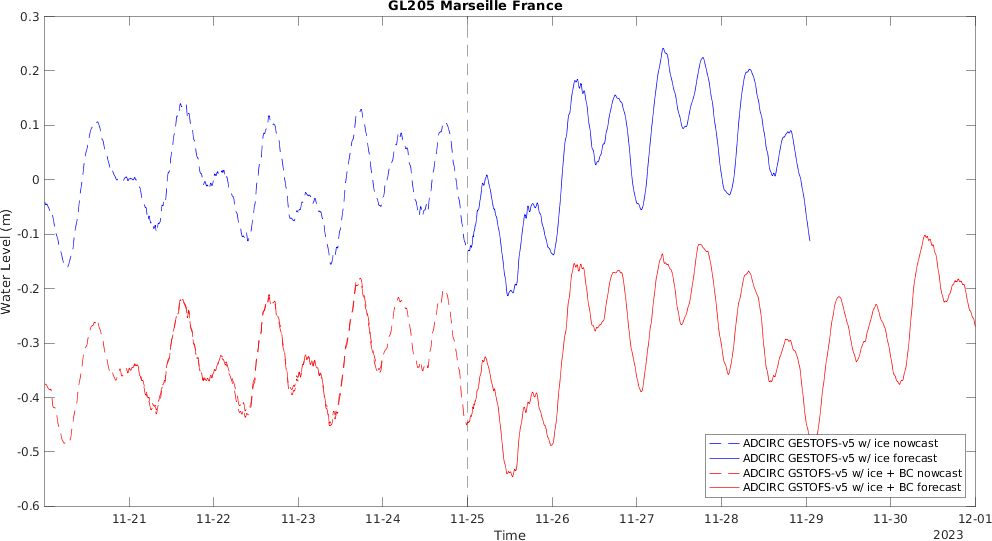 GL205 Marseille France
0.3
0.2
0.1
0
-0.1
-0.2
-0.3
-0.4
-0.5
-0.6
Water Level (m)
ADCIRC GESTOFS-v5 w/ ice nowcast
ADCIRC GESTOFS-v5 w/ ice forecast
ADCIRC GSTOFS-v5 w/ ice + BC nowcast
ADCIRC GSTOFS-v5 w/ ice + BC forecast
11-21 11-22 11-23 11-24 11-25 11-26 11-27 11-28 11-29 11-30 12-01
Time
2023